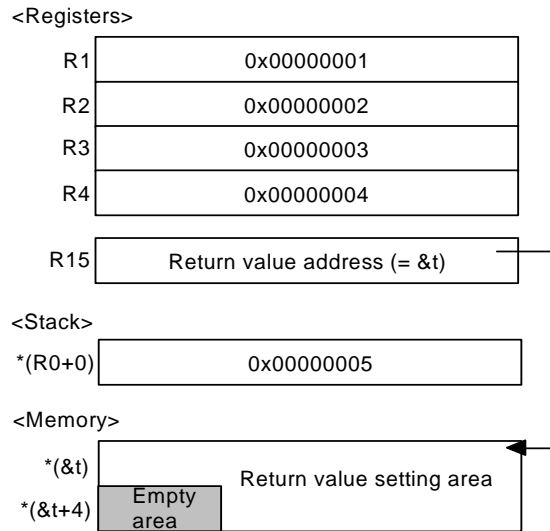 <Registers>
R1 0x00000001
R2 0x00000002
R3 0x00000003
R4 0x00000004
R15 Return value address (= &t)
<Stack>
*(R0+0) 0x00000005
<Memory>
*(&t) Return value setting area
*(&t+4) Empty
area